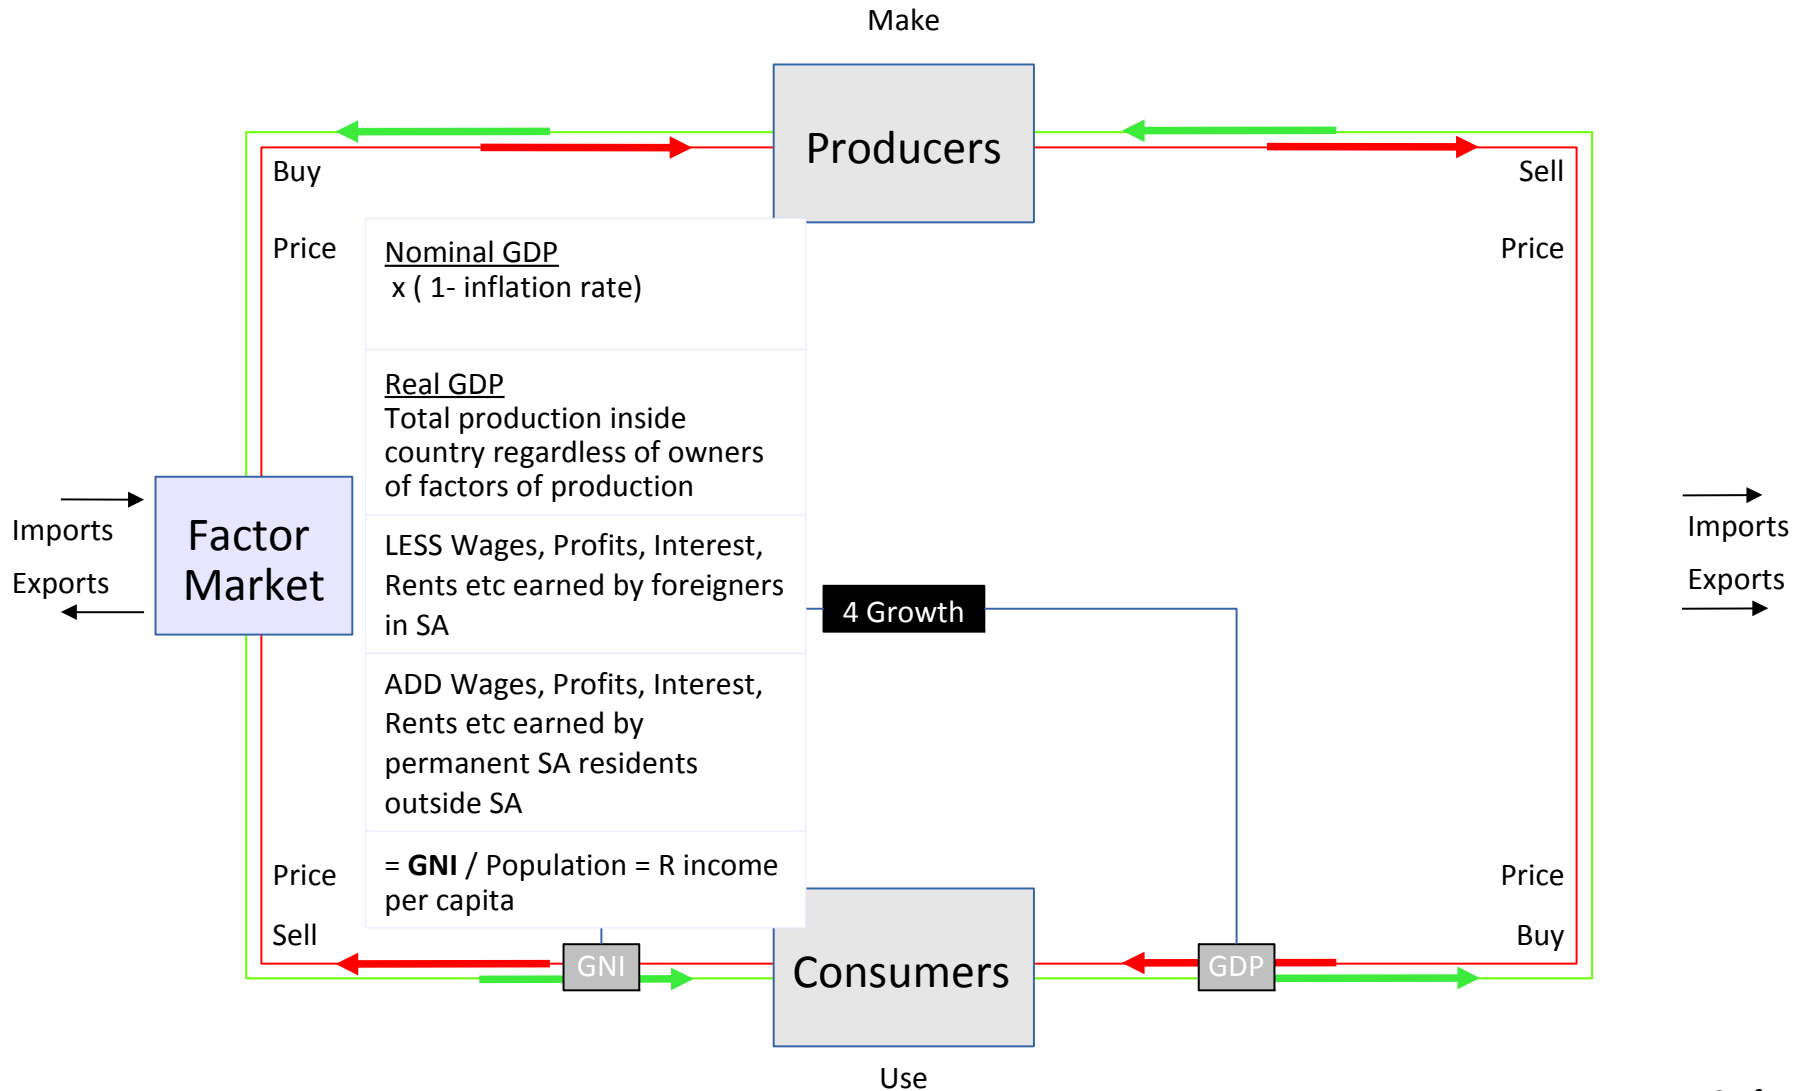 Make
Producers
Buy
Sell
Price
Price
Nominal GDP
x ( 1- inflation rate)
Real GDP
Total production inside
country regardless of owners
of factors of production
Imports
Exports
Factor
Market
LESS Wages, Profits, Interest,
Rents etc earned by foreigners
in SA
4 Growth
Imports
Exports
ADD Wages, Profits, Interest,
Rents etc earned by
permanent SA residents
outside SA
= GNI / Population = R income
per capita
Price
Sell
Price
Buy
GNI
Consumers
GDP
Use